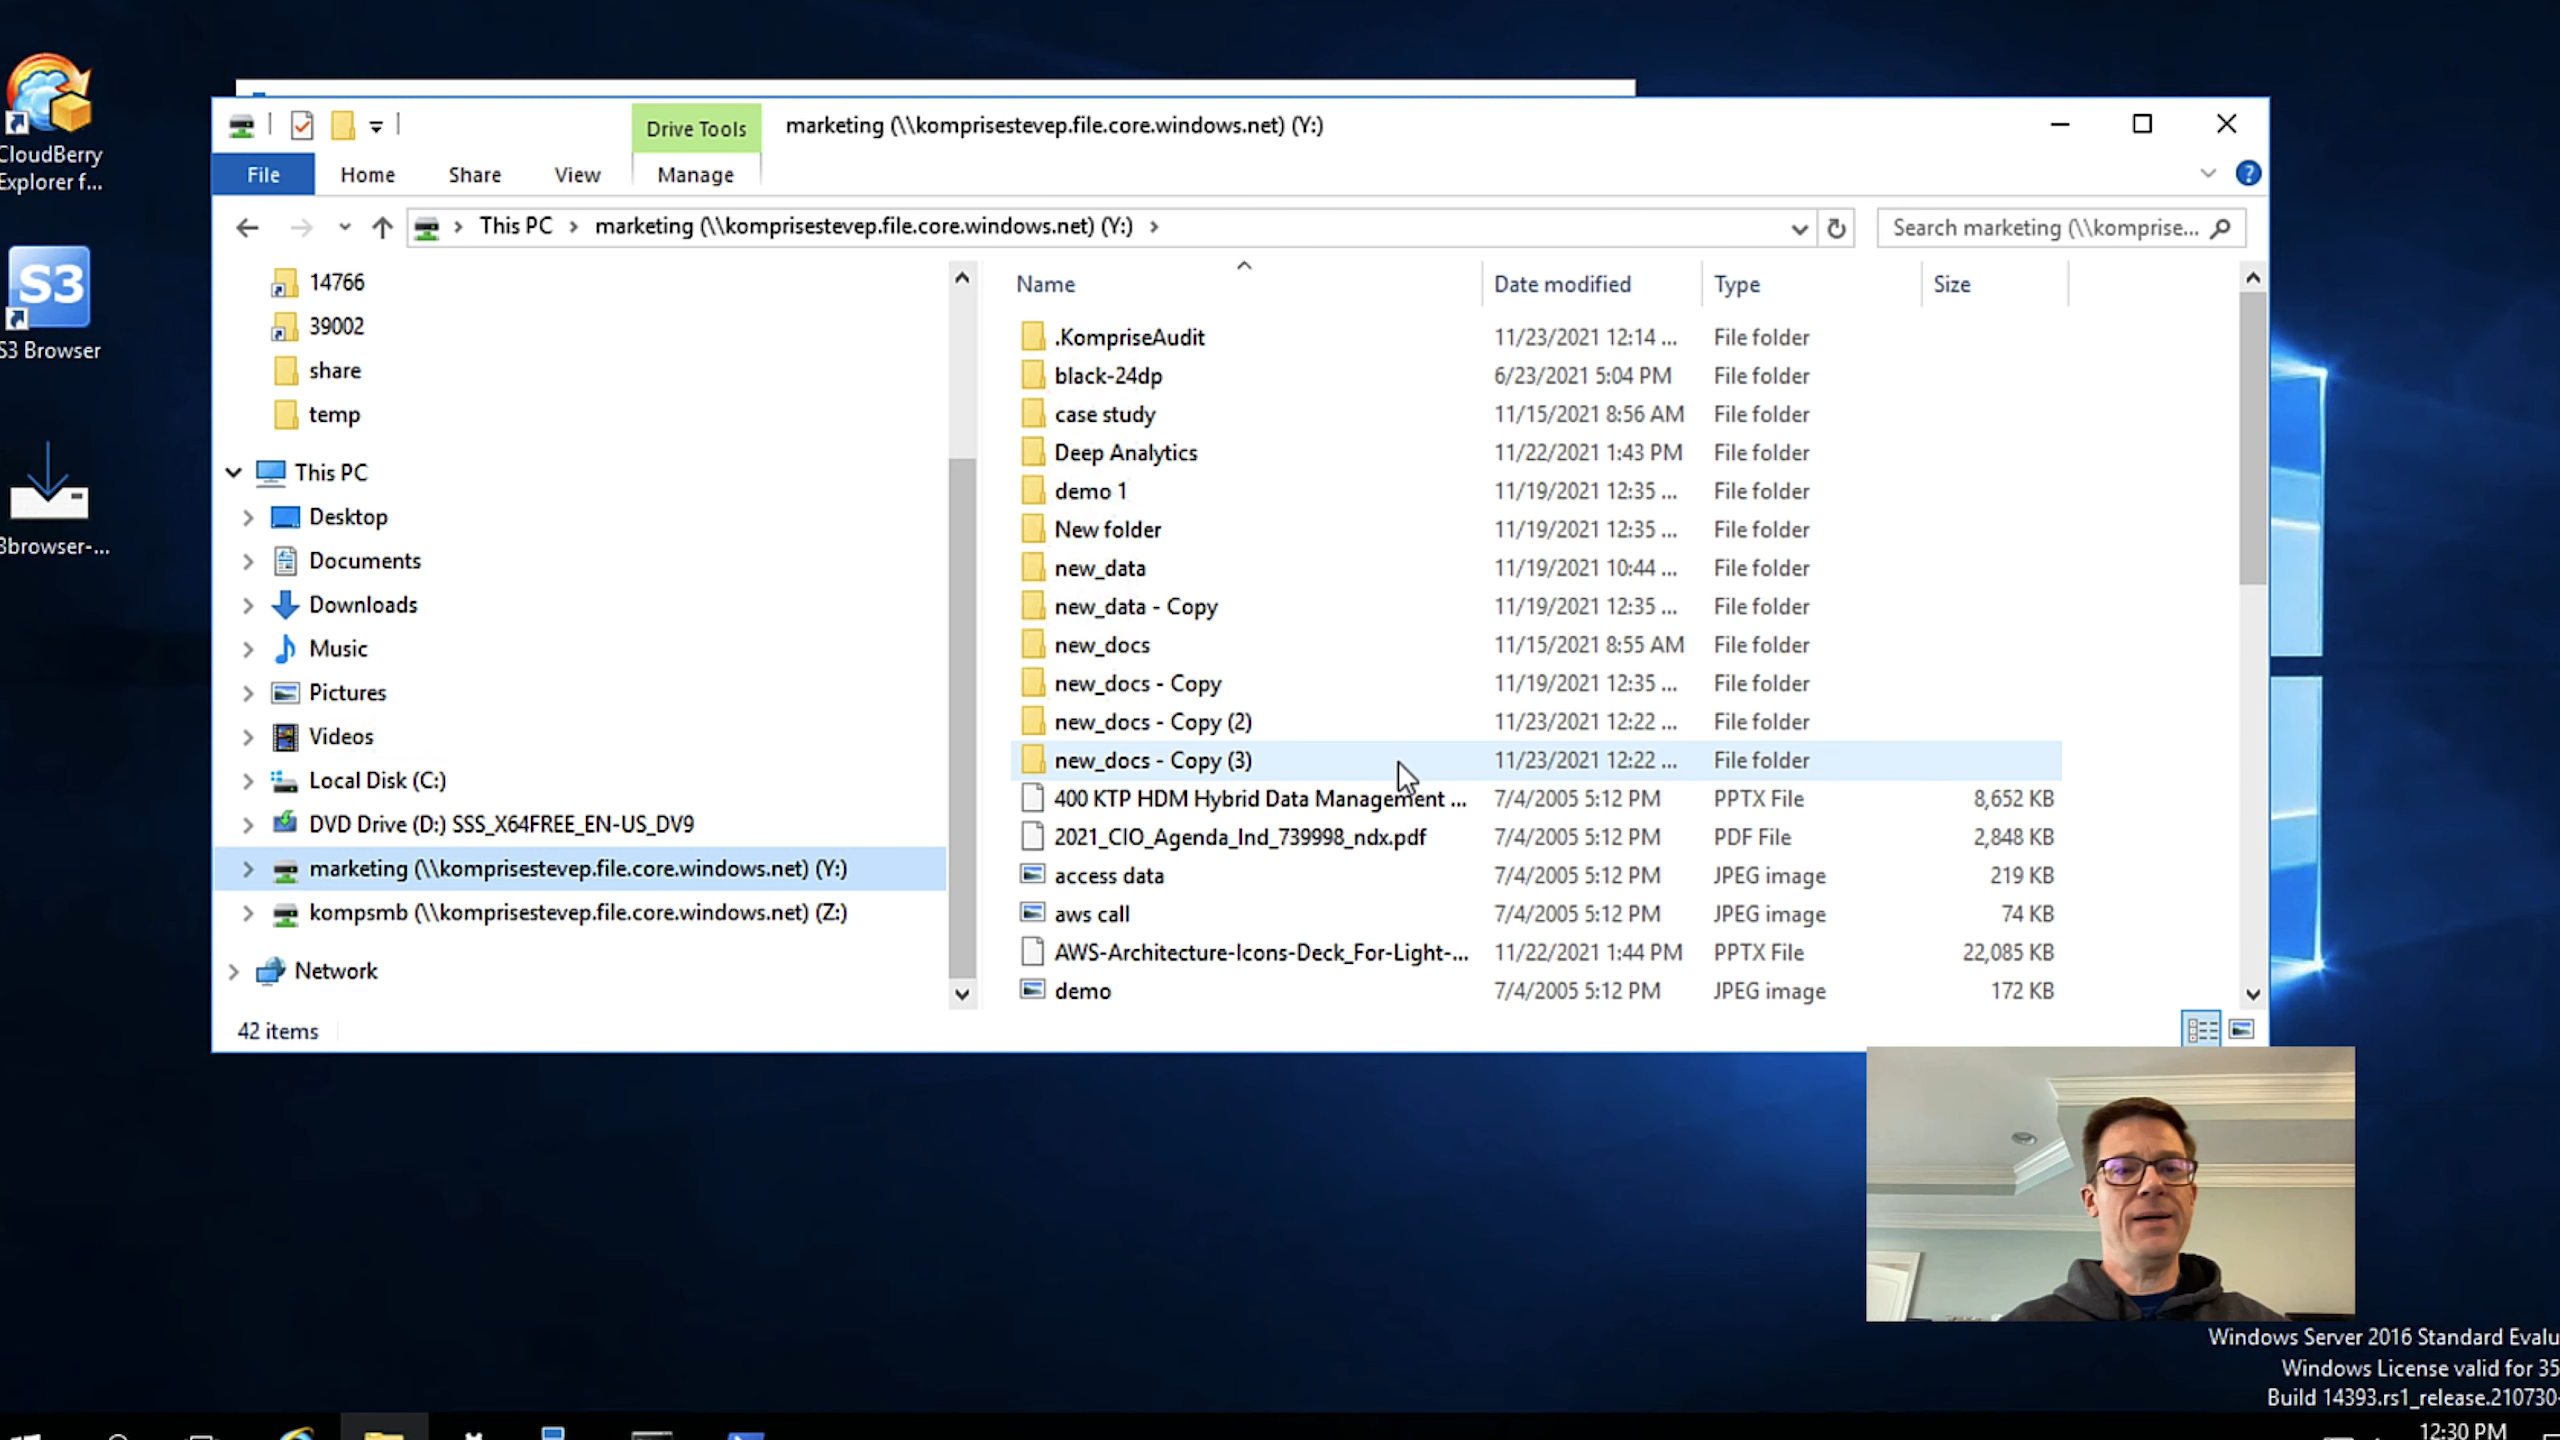 CloudBerry
Explorer f...
S3
S3 Browser
3browser-...
Drive Tools
marketing (\\komprisestevep.file.core.windows.net) (Y:)
File
Home
Share
View
Manage
This PC > marketing (\\komprisestevep.file.core.windows.net) (Y:) >
Search marketing (\\komprise...
14766
39002
share
temp
This PC
Desktop
Documents
Downloads
Music
Pictures
Videos
Local Disk (C:)
DVD Drive (D:) SSS_X64FREE_EN-US_DV9
marketing (\\komprisestevep.file.core.windows.net) (Y:)
kompsmb (\\komprisestevep.file.core.windows.net) (Z:)
Network
Name Date modified Type Size
.KompriseAudit 11/23/2021 12:14 ... File folder
black-24dp 6/23/2021 5:04 PM File folder
case study 11/15/2021 8:56 AM File folder
Deep Analytics 11/22/2021 1:43 PM File folder
demo 1 11/19/2021 12:35 ... File folder
New folder 11/19/2021 12:35 ... File folder
new_data 11/19/2021 10:44 ... File folder
new_data - Copy 11/19/2021 12:35 ... File folder
new_docs 11/15/2021 8:55 AM File folder
new_docs - Copy 11/19/2021 12:35 ... File folder
new_docs - Copy (2) 11/23/2021 12:22 ... File folder
new_docs - Copy (3) 11/23/2021 12:22 ... File folder
400 KTP HDM Hybrid Data Management ... 7/4/2005 5:12 PM PPTX File 8,652 KB
2021_CIO_Agenda_Ind_739998_ndx.pdf 7/4/2005 5:12 PM PDF File 2,848 KB
access data 7/4/2005 5:12 PM JPEG image 219 KB
aws call 7/4/2005 5:12 PM JPEG image 74 KB
AWS-Architecture-Icons-Deck_For-Light-... 11/22/2021 1:44 PM PPTX File 22,085 KB
demo 7/4/2005 5:12 PM JPEG image 172 KB
42 items
Windows Server 2016 Standard Evalu
Windows License valid for 35
Build 14393.rs1_release.210730-
12:30 PM